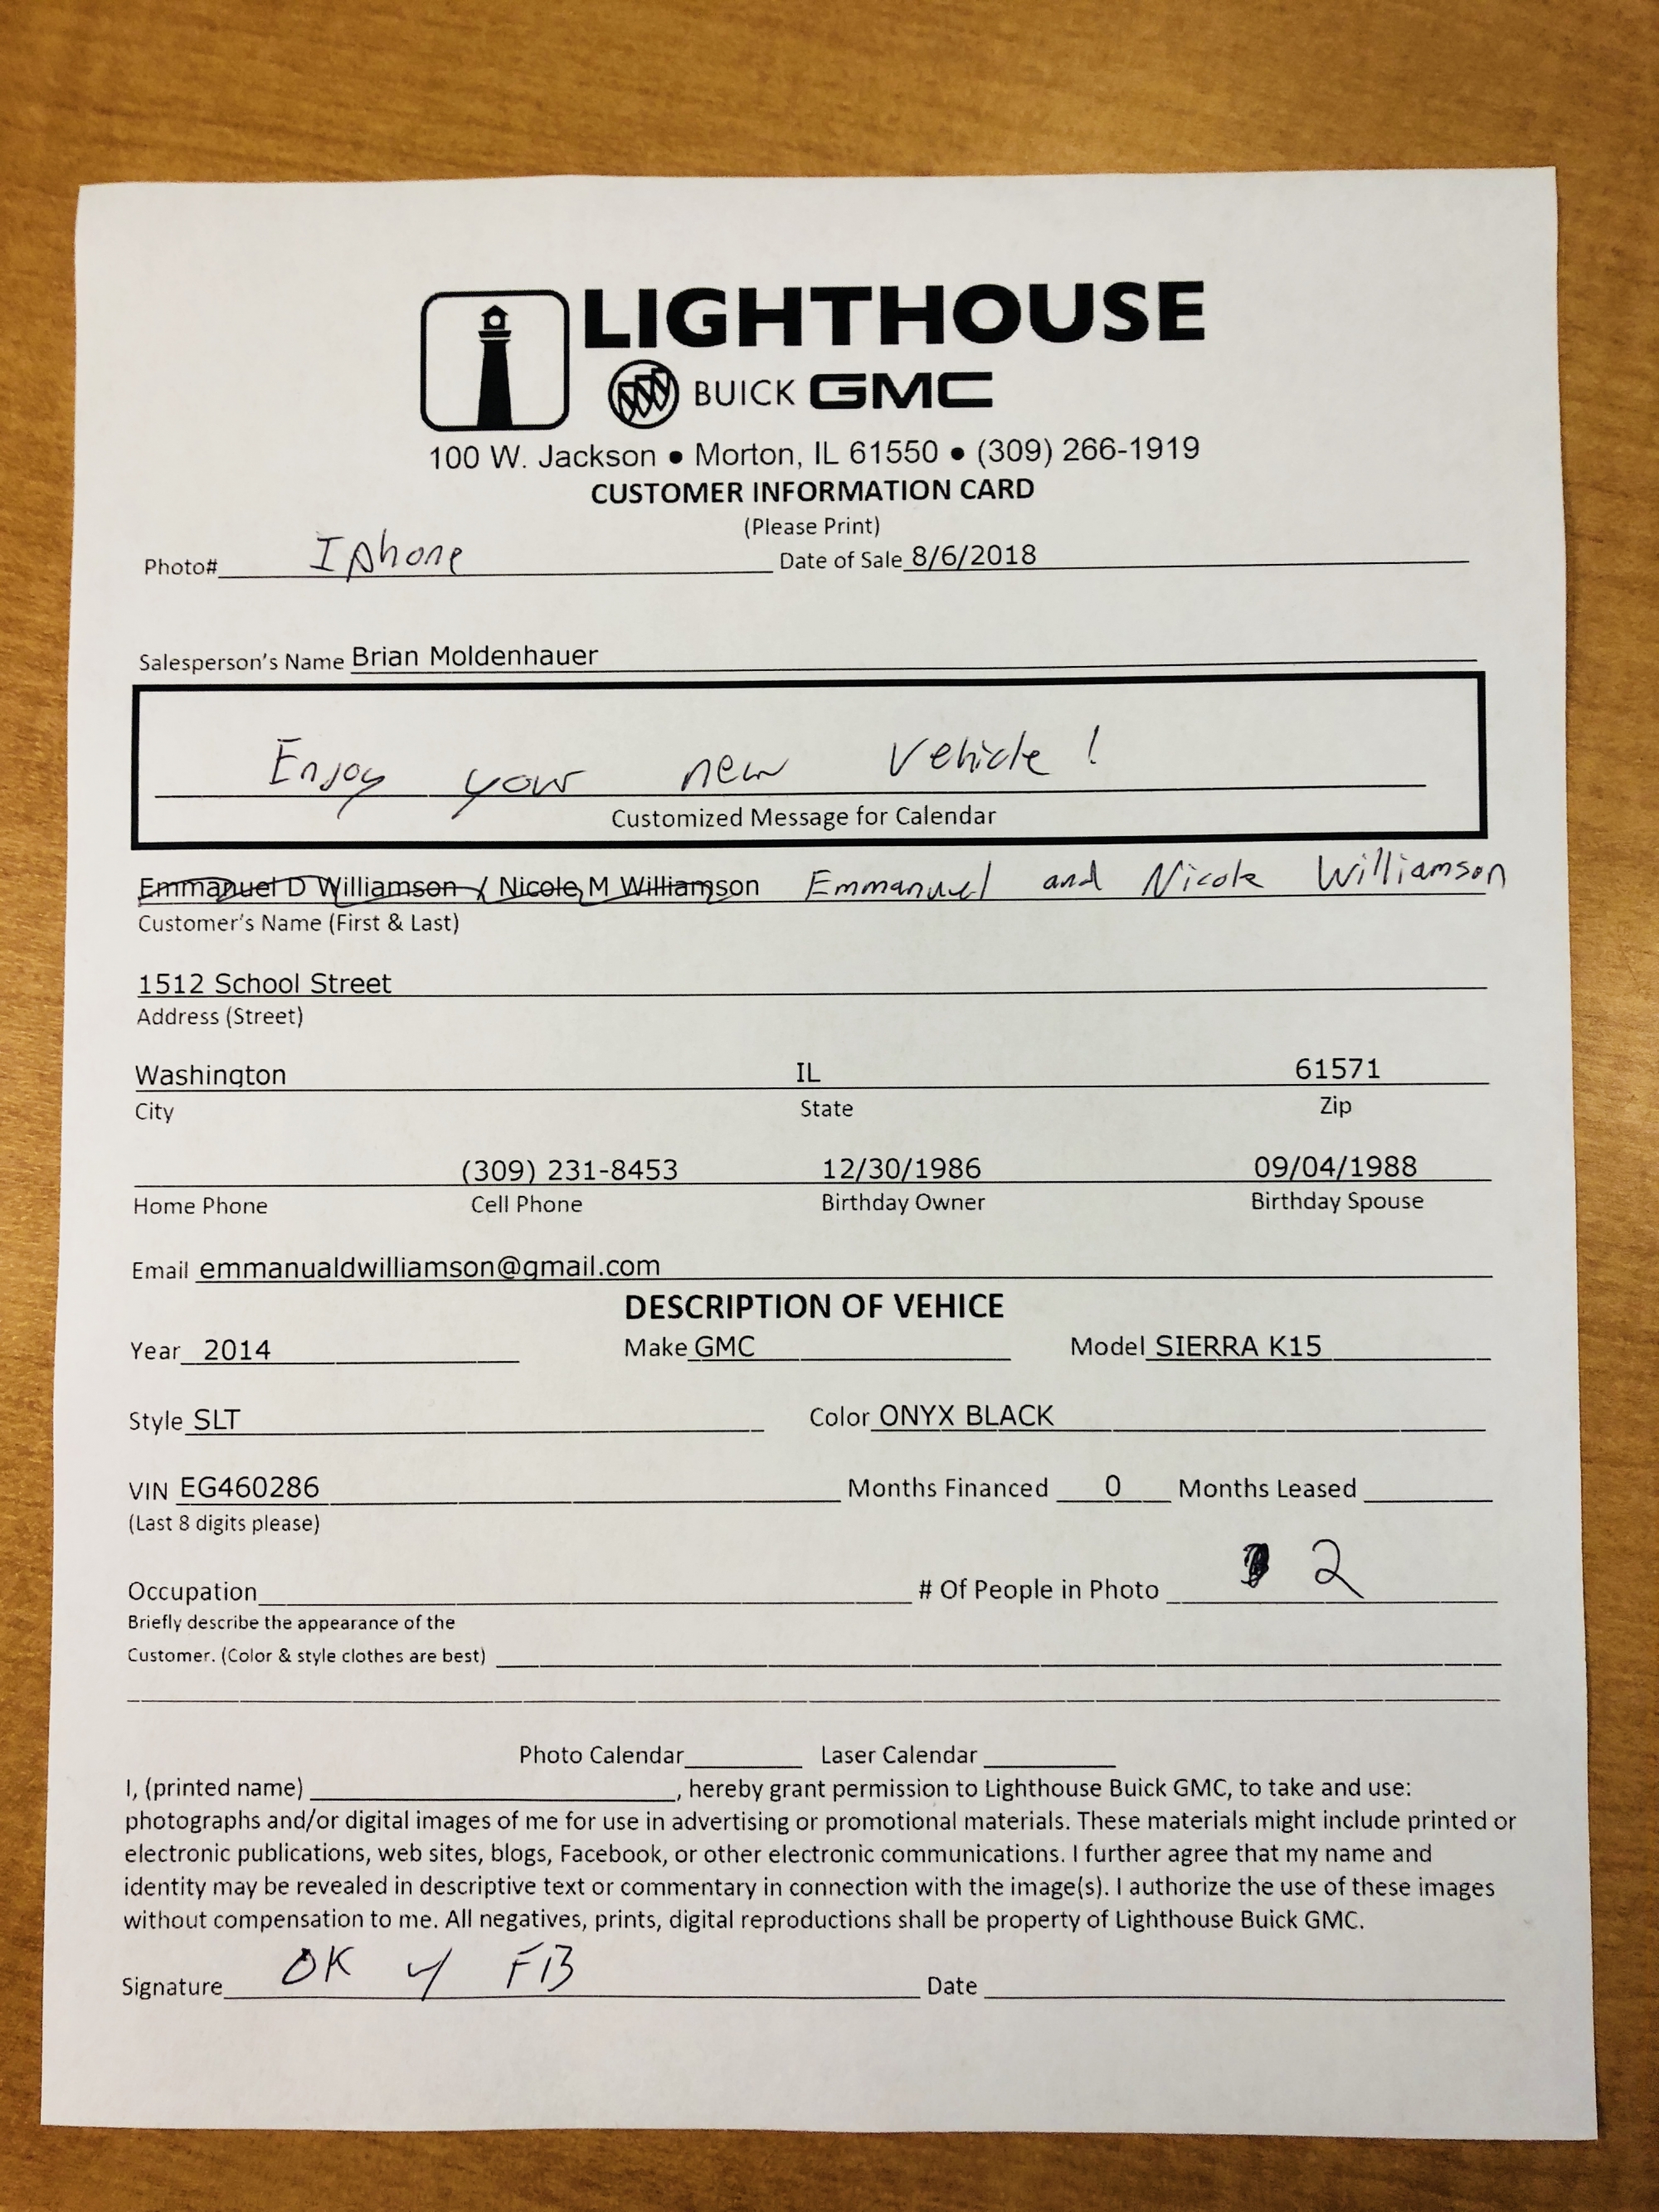 LIGHTHOUSE
BUICK GMC
100 W. Jackson • Morton, IL 61550 • (309) 266-1919
CUSTOMER INFORMATION CARD
(Please Print)
Photo# Iphone Date of Sale 8/6/2018
Salesperson's Name Brian Moldenhauer
Enjoy your new vehicle!
Customized Message for Calendar
Emmanuel D Williamson / Nicole M Williamson Emmanuel and Nicole Williamson
Customer's Name (First & Last)
1512 School Street
Address (Street)
Washington IL 61571
City State Zip
(309) 231-8453 12/30/1986 09/04/1988
Home Phone Cell Phone Birthday Owner Birthday Spouse
Email emmanualdwilliamson@gmail.com
DESCRIPTION OF VEHICE
Year 2014 Make GMC Model SIERRA K15
Style SLT Color ONYX BLACK
VIN EG460286 Months Financed 0 Months Leased
(Last 8 digits please)
Occupation # Of People in Photo 2
Briefly describe the appearance of the
Customer. (Color & style clothes are best)
Photo Calendar Laser Calendar
I, (printed name) , hereby grant permission to Lighthouse Buick GMC, to take and use:
photographs and/or digital images of me for use in advertising or promotional materials. These materials might include printed or
electronic publications, web sites, blogs, Facebook, or other electronic communications. I further agree that my name and
identity may be revealed in descriptive text or commentary in connection with the image(s). I authorize the use of these images
without compensation to me. All negatives, prints, digital reproductions shall be property of Lighthouse Buick GMC.
Signature OK FB Date